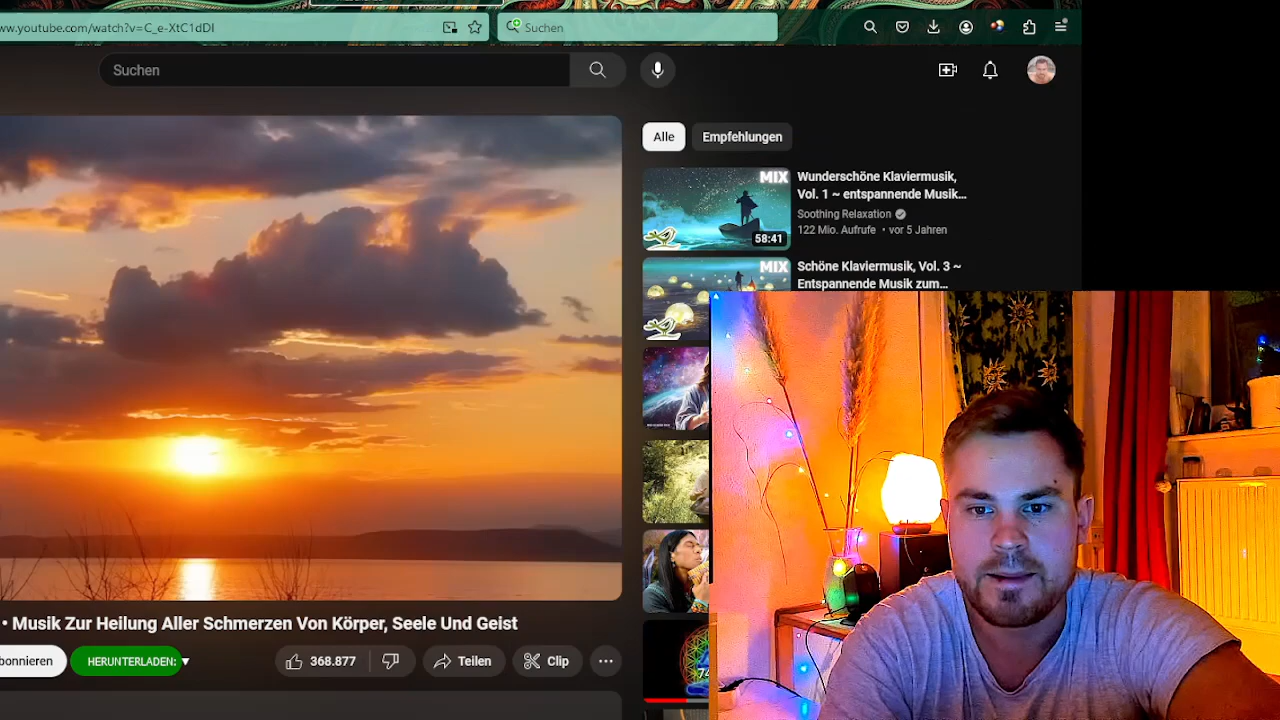 ww.youtube.com/watch?v=C_e-XtC1dDI
Suchen
Suchen
Alle
Empfehlungen
MIX
58:41
Wunderschöne Klaviermusik,
Vol. 1 ~ entspannende Musik...
Soothing Relaxation
122 Mio. Aufrufe • vor 5 Jahren
MIX
Schöne Klaviermusik, Vol. 3 ~
Entspannende Musik zum...
• Musik Zur Heilung Aller Schmerzen Von Körper, Seele Und Geist
bonnieren
HERUNTERLADEN:
368.877
Teilen
Clip